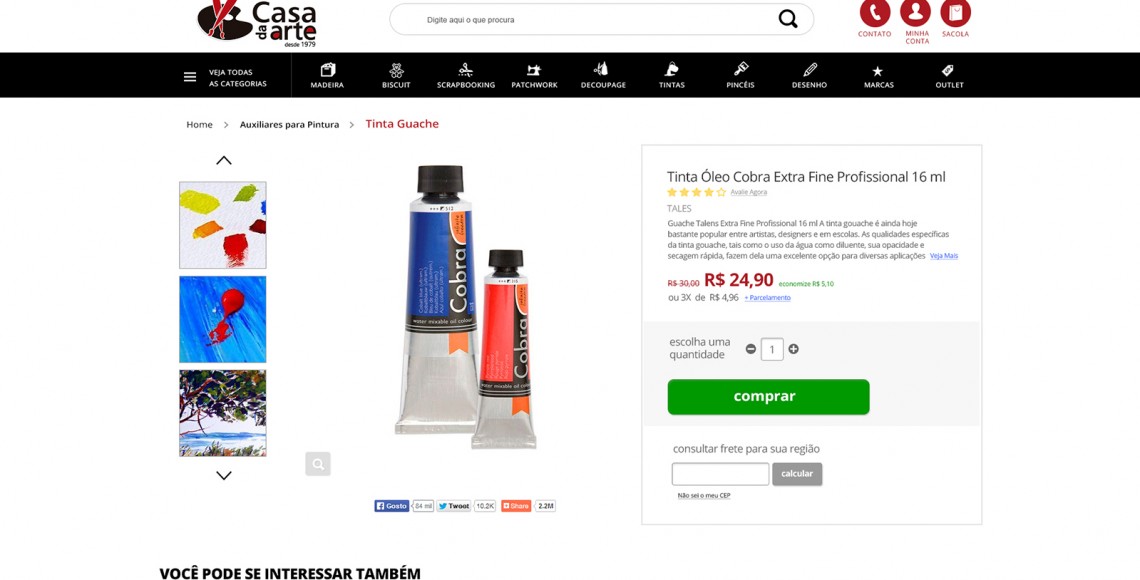 Casa
da arte
desde 1979
Digite aqui o que procura
CONTATO
MINHA
CONTA
SACOLA
VEJA TODAS
AS CATEGORIAS
MADEIRA
BISCUIT
SCRAPBOOKING
PATCHWORK
DECOUPAGE
TINTAS
PINCÉIS
DESENHO
MARCAS
OUTLET
Home > Auxiliares para Pintura > Tinta Guache
Cobra
water mixable oil colour
Cobra
water mixable oil colour
Gosto
84 mil
Tweet
10.2K
Share
2.2M
Tinta Óleo Cobra Extra Fine Profissional 16 ml
Avalie Agora
TALES
Guache Talens Extra Fine Profissional 16 ml A tinta gouache é ainda hoje
bastante popular entre artistas, designers e em escolas. As qualidades específicas
da tinta gouache, tais como o uso da água como diluente, sua opacidade e
secagem rápida, fazem dela uma excelente opção para diversas aplicações Veja Mais
R$ 30,00 R$ 24,90 economize R$ 5,10
ou 3X de R$ 4,96 + Parcelamento
escolha uma
quantidade
1
comprar
consultar frete para sua região
calcular
Não sei o meu CEP
VOCÊ PODE SE INTERESSAR TAMBÉM